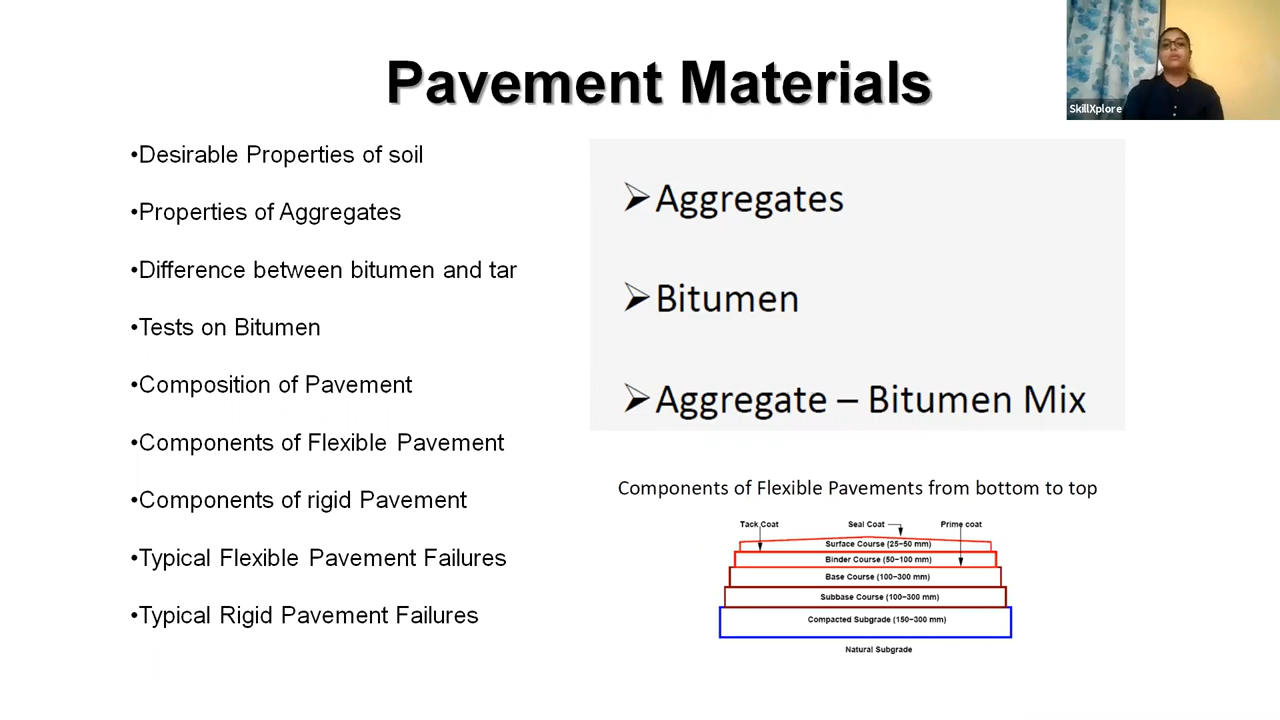 Pavement Materials
SkillXplore
•Desirable Properties of soil
•Properties of Aggregates
•Difference between bitumen and tar
•Tests on Bitumen
•Composition of Pavement
•Components of Flexible Pavement
•Components of rigid Pavement
•Typical Flexible Pavement Failures
•Typical Rigid Pavement Failures
➢Aggregates
➢Bitumen
➢Aggregate – Bitumen Mix
Components of Flexible Pavements from bottom to top
Tack Coat Seal Coat Prime coat
Surface Course (25–50 mm)
Binder Course (50–100 mm)
Base Course (100–300 mm)
Subbase Course (100–300 mm)
Compacted Subgrade (150–300 mm)
Natural Subgrade